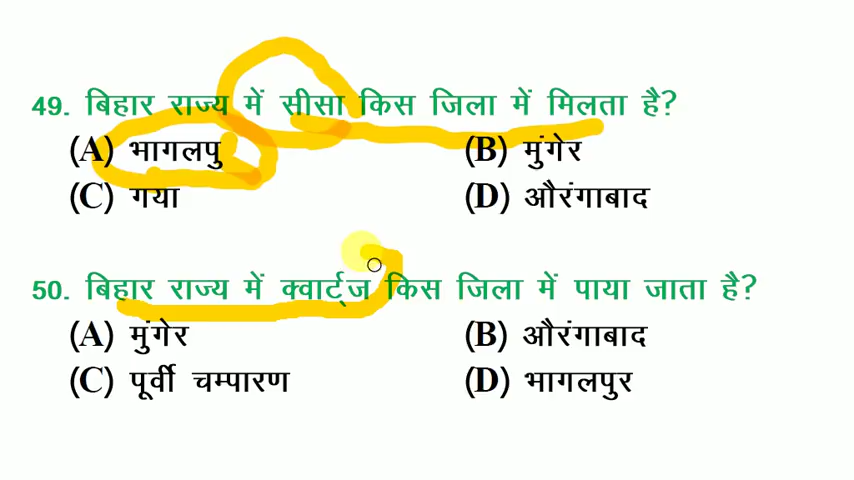 49. बिहार राज्य में सीसा किस जिला में मिलता है?
(A) भागलपु (B) मुंगेर
(C) गया (D) औरंगाबाद
50. बिहार राज्य में क्वार्ट्ज किस जिला में पाया जाता है?
(A) मुंगेर (B) औरंगाबाद
(C) पूर्वी चम्पारण (D) भागलपुर